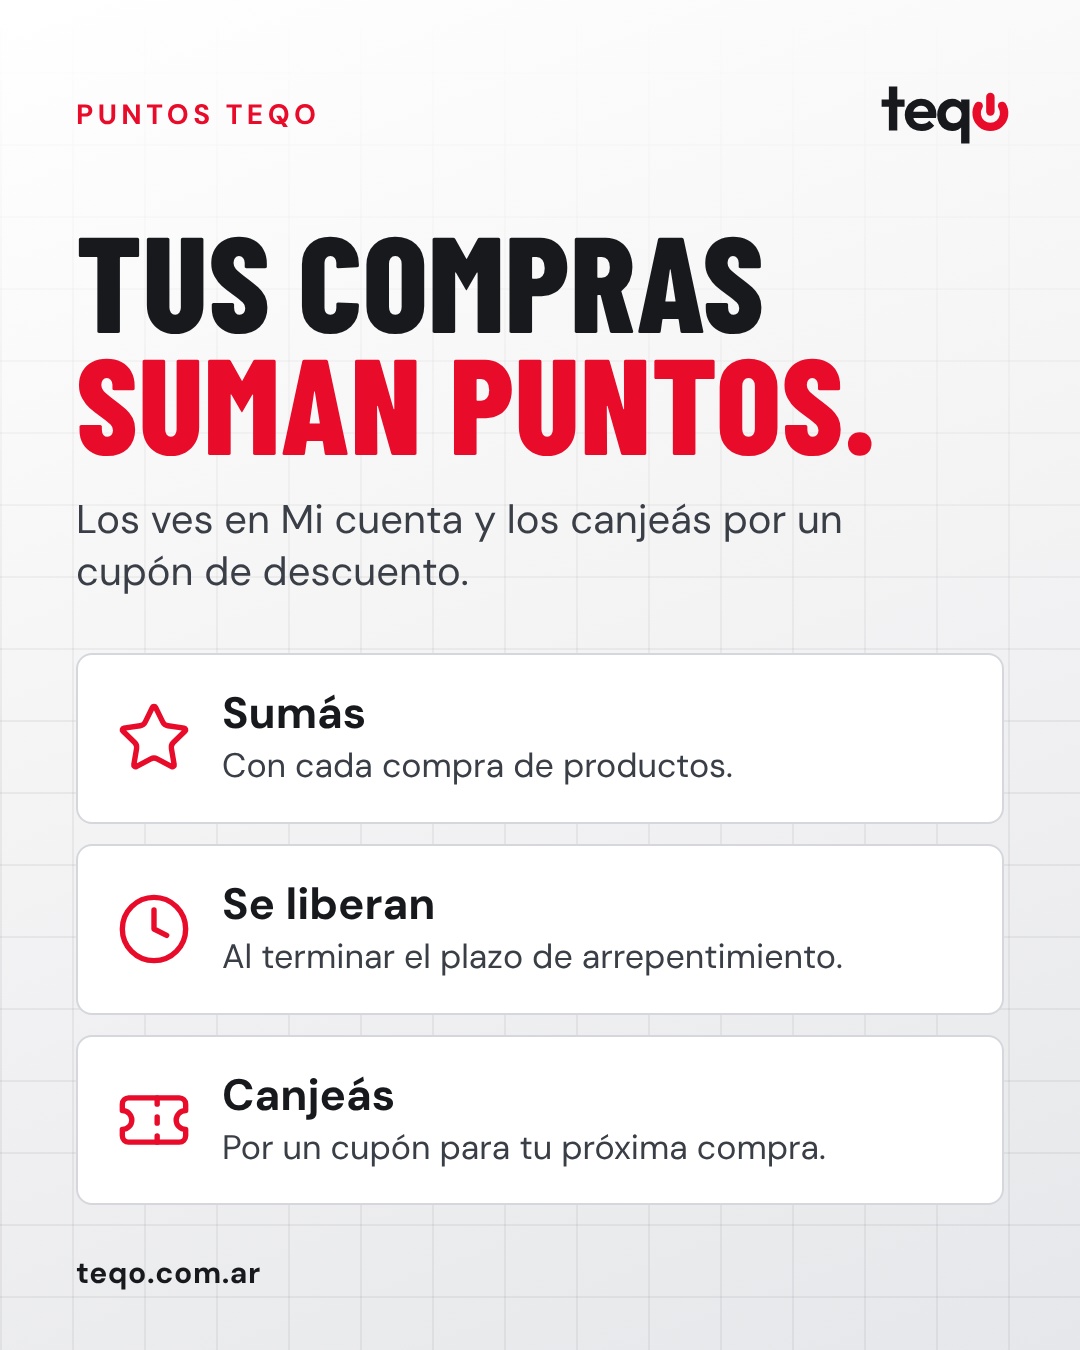 PUNTOS TEQO
teqo
TUS COMPRAS
SUMAN PUNTOS.
Los ves en Mi cuenta y los canjeás por un
cupón de descuento.
Sumás
Con cada compra de productos.
Se liberan
Al terminar el plazo de arrepentimiento.
Canjeás
Por un cupón para tu próxima compra.
teqo.com.ar